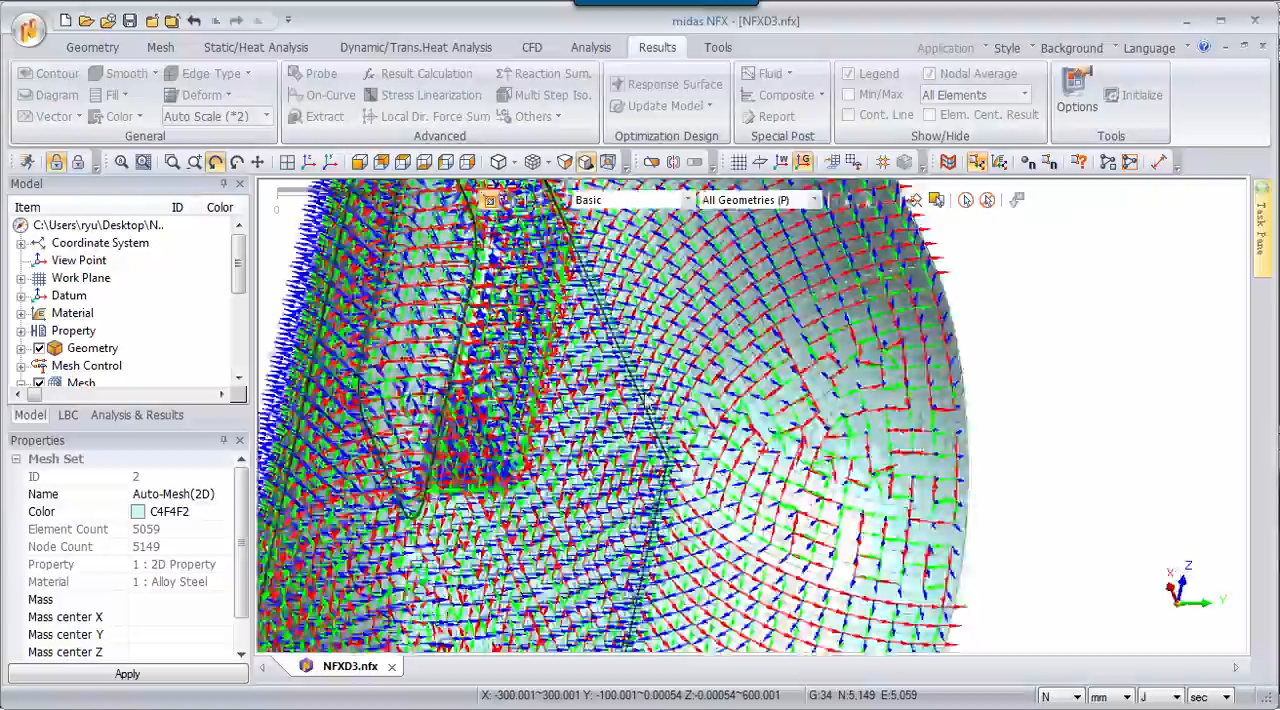 midas NFX - [NFXD3.nfx]
Geometry Mesh Static/Heat Analysis Dynamic/Trans.Heat Analysis CFD Analysis Results Tools Application Style Background Language
Contour Smooth Edge Type Probe Result Calculation Reaction Sum. Response Surface Fluid Legend Nodal Average
Diagram Fill Deform On-Curve Stress Linearization Multi Step Iso. Update Model Composite Min/Max All Elements Options Initialize
Vector Color Auto Scale (*2) Extract Local Dir. Force Sum Others Report Cont. Line Elem. Cent. Result
General Advanced Optimization Design Special Post Show/Hide Tools
Model
Item ID Color
C:\Users\ryu\Desktop\N..
Coordinate System
View Point
Work Plane
Datum
Material
Property
Geometry
Mesh Control
Mesh
Model LBC Analysis & Results
Properties
Mesh Set
ID 2
Name Auto-Mesh(2D)
Color C4F4F2
Element Count 5059
Node Count 5149
Property 1 : 2D Property
Material 1 : Alloy Steel
Mass
Mass center X
Mass center Y
Mass center Z
Apply
0
Basic All Geometries (P)
Task Pane
X Z Y
NFXD3.nfx
X: -300.001~300.001 Y: -100.001~0.00054 Z:-0.00054~600.001 G:34 N:5.149 E:5.059 N mm J sec